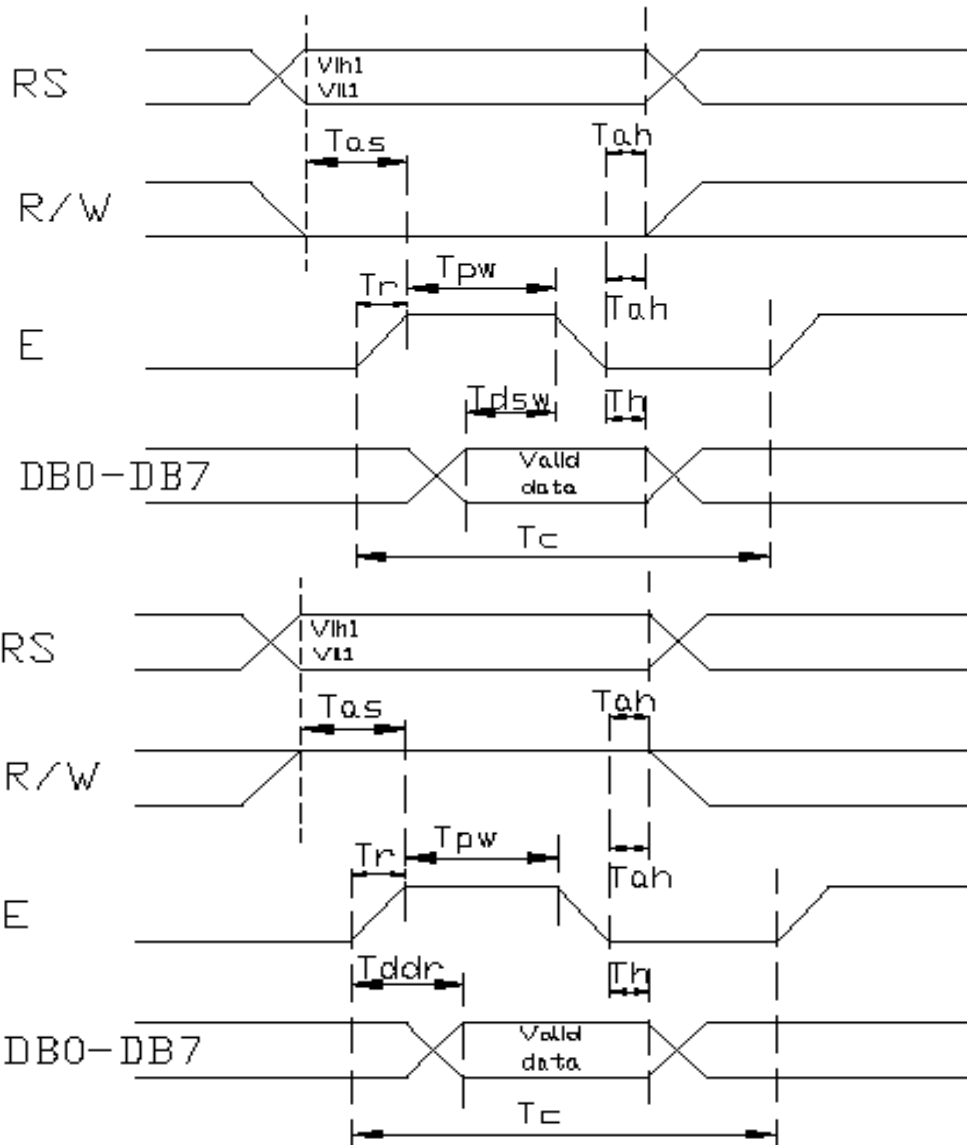 RS
VIh1
VIl1
Tas
Tah
R/W
Tr
Tpw
Tah
E
Tdsw
Th
DB0-DB7
Valid
data
Tc
RS
VIh1
VIl1
Tas
Tah
R/W
Tr
Tpw
Tah
E
Tddr
Th
DB0-DB7
Valid
data
Tc